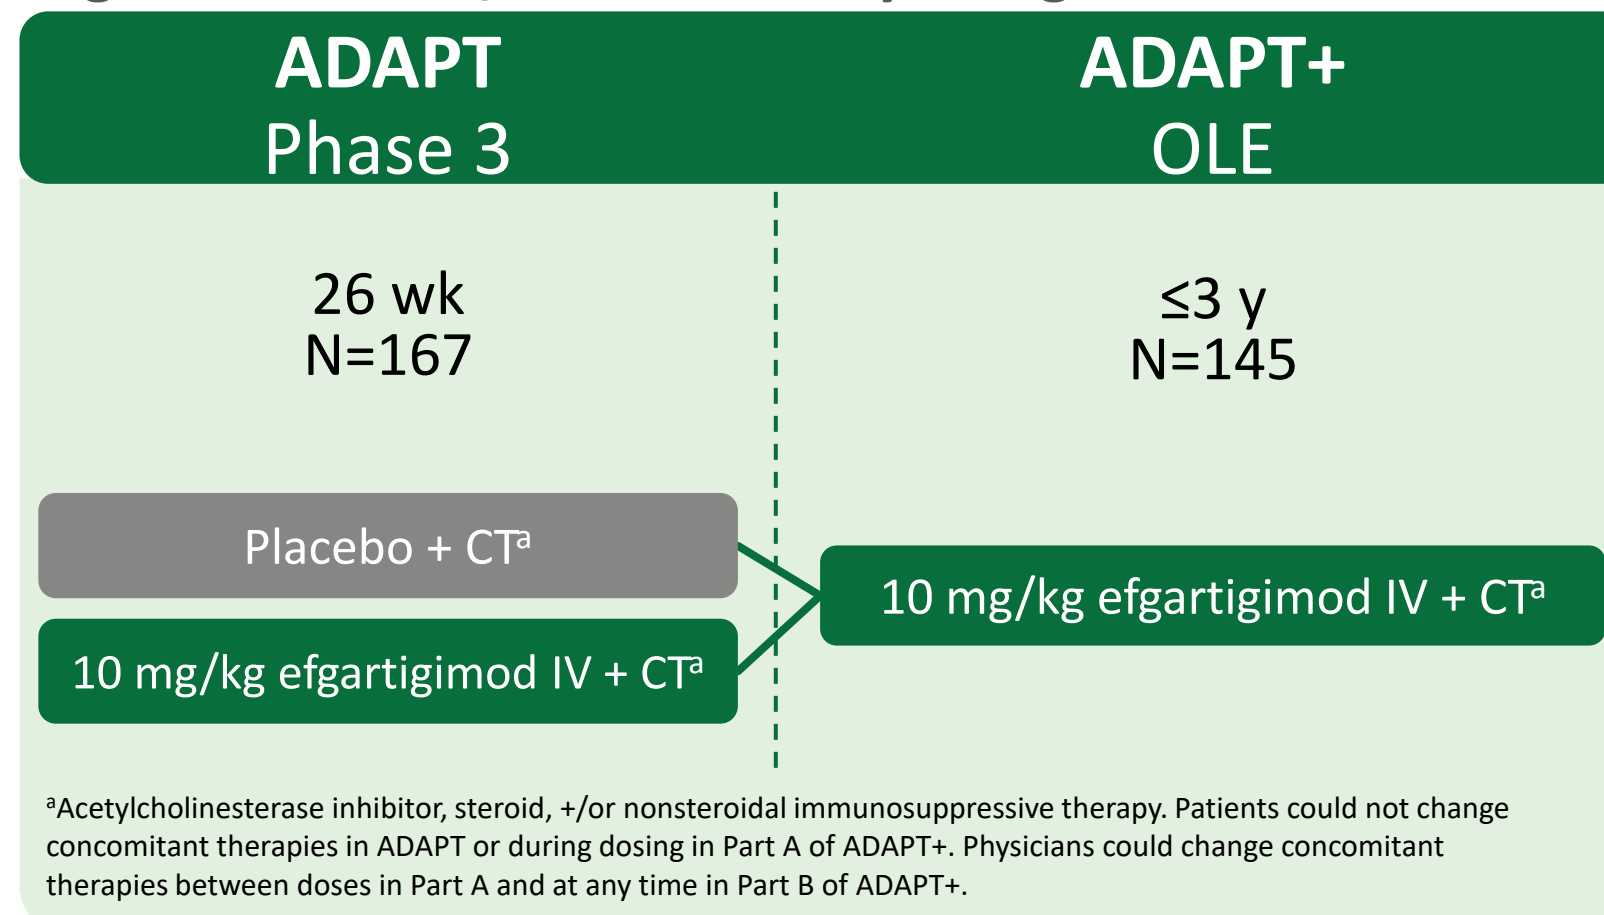 ADAPT
Phase 3
ADAPT+
OLE
26 wk
N=167
≤3 y
N=145
Placebo + CTᵃ
10 mg/kg efgartigimod IV + CTᵃ
10 mg/kg efgartigimod IV + CTᵃ
ᵃAcetylcholinesterase inhibitor, steroid, +/or nonsteroidal immunosuppressive therapy. Patients could not change
concomitant therapies in ADAPT or during dosing in Part A of ADAPT+. Physicians could change concomitant
therapies between doses in Part A and at any time in Part B of ADAPT+.